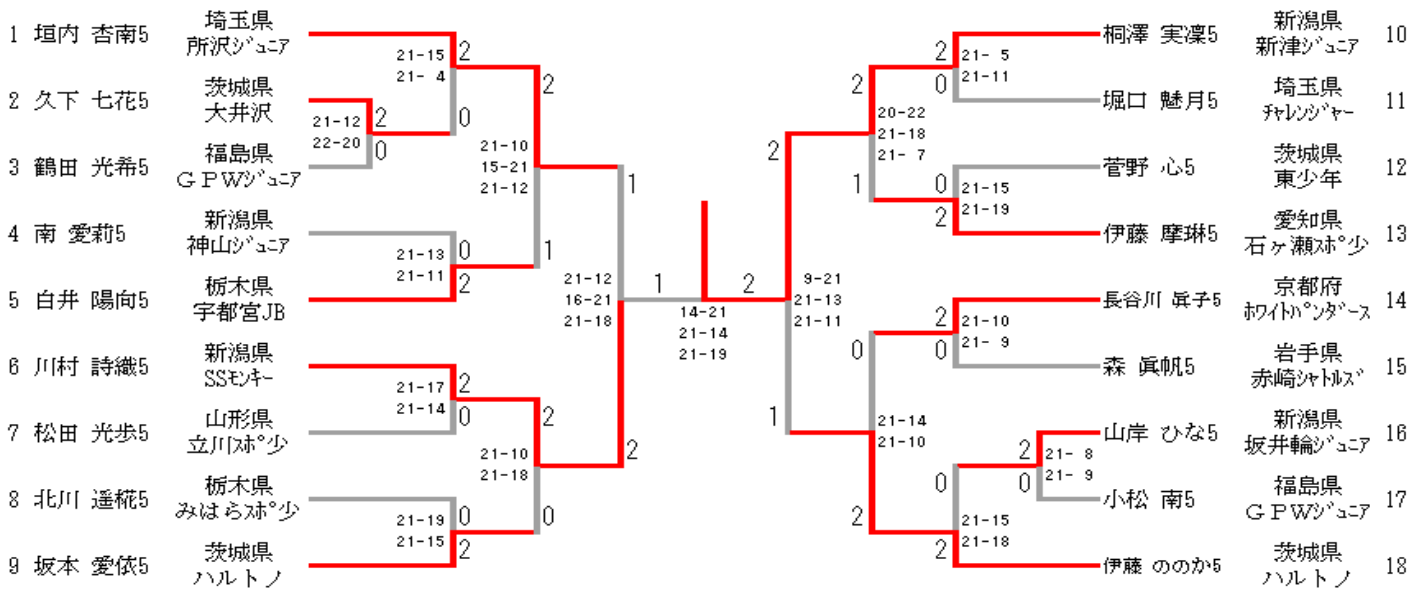 1 垣内 杏南5 埼玉県
所沢ｼﾞｭﾆｱ
2 久下 七花5 茨城県
大井沢
3 鶴田 光希5 福島県
ＧＰＷｼﾞｭﾆｱ
4 南 愛莉5 新潟県
神山ｼﾞｭﾆｱ
5 白井 陽向5 栃木県
宇都宮JB
6 川村 詩織5 新潟県
SSﾓﾝｷｰ
7 松田 光歩5 山形県
立川ｽﾎﾟ少
8 北川 遥椛5 栃木県
みはらｽﾎﾟ少
9 坂本 愛依5 茨城県
ハルトノ
21-12
22-20
2
0
21-15
21- 4
2
0
21-13
21-11
0
2
21-17
21-14
2
0
21-19
21-15
0
2
21-10
15-21
21-12
2
1
21-10
21-18
2
0
21-12
16-21
21-18
1
2
1
2
14-21
21-14
21-19
2
1
9-21
21-13
21-11
2
1
20-22
21-18
21- 7
0
2
21-14
21-10
2
0
21- 5
21-11
0
2
21-15
21-19
2
0
21-10
21- 9
0
2
21-15
21-18
2
0
21- 8
21- 9
桐澤 実凜5 新潟県 10
新津ｼﾞｭﾆｱ
堀口 魅月5 埼玉県 11
ﾁｬﾚﾝｼﾞｬｰ
菅野 心5 茨城県 12
東少年
伊藤 摩琳5 愛知県 13
石ヶ瀬ｽﾎﾟ少
長谷川 眞子5 京都府 14
ﾎﾜｲﾄﾊﾟﾝﾀﾞｰｽ
森 眞帆5 岩手県 15
赤崎ｼｬﾄﾙｽﾞ
山岸 ひな5 新潟県 16
坂井輪ジュニア
小松 南5 福島県 17
ＧＰＷｼﾞｭﾆｱ
伊藤 ののか5 茨城県 18
ハルトノ